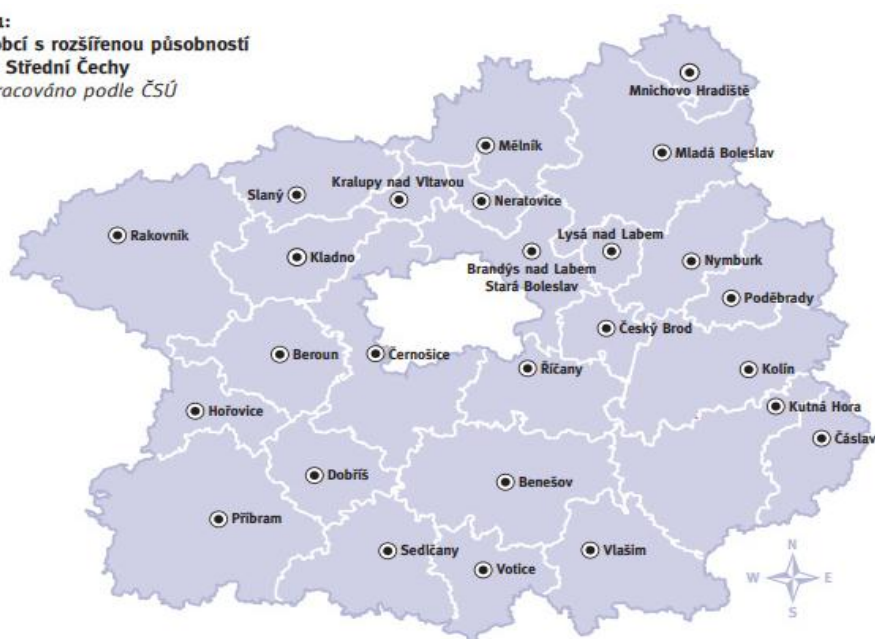 1:
obcí s rozšířenou působností
Střední Čechy
racováno podle ČSÚ
Mnichovo Hradiště
Mělník
Mladá Boleslav
Slaný
Kralupy nad Vltavou
Neratovice
Rakovník
Lysá nad Labem
Kladno
Brandýs nad Labem
Stará Boleslav
Nymburk
Poděbrady
Český Brod
Beroun
Černošice
Říčany
Kolín
Hořovice
Kutná Hora
Čáslav
Dobříš
Benešov
Příbram
Sedlčany
Votice
Vlašim
N
W E
S